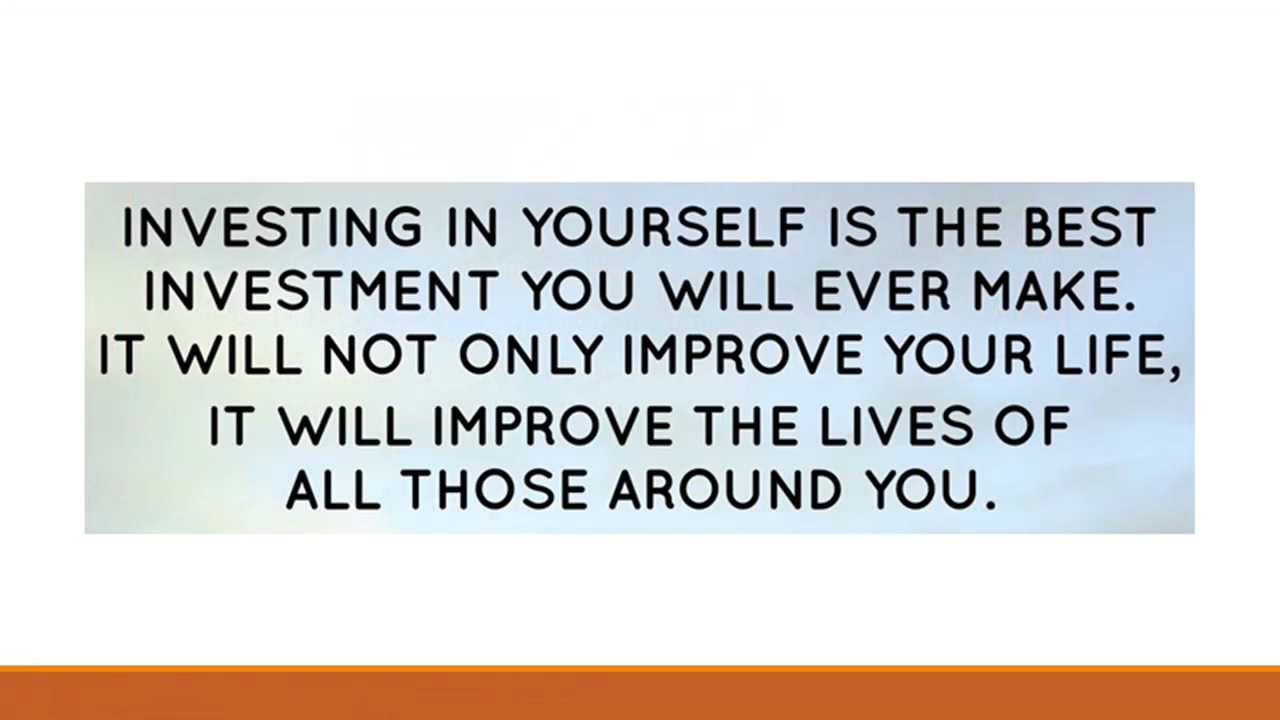 INVESTING IN YOURSELF IS THE BEST
INVESTMENT YOU WILL EVER MAKE.
IT WILL NOT ONLY IMPROVE YOUR LIFE,
IT WILL IMPROVE THE LIVES OF
ALL THOSE AROUND YOU.